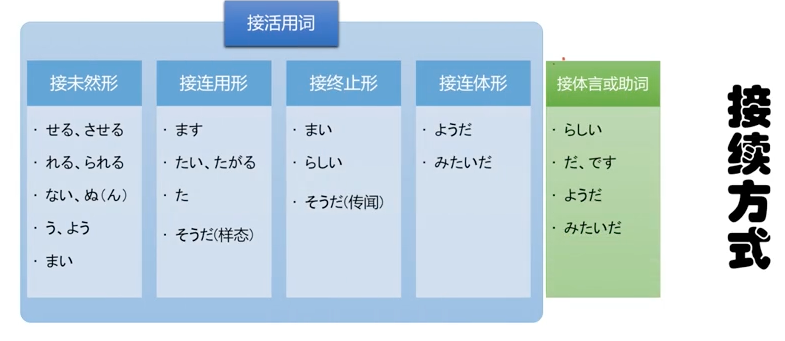 接活用词
接未然形
· せる、させる
· れる、られる
· ない、ぬ(ん)
· う、よう
· まい
接连用形
· ます
· たい、たがる
· た
· そうだ(样态)
接终止形
· まい
· らしい
· そうだ(传闻)
接连体形
· ようだ
· みたいだ
接体言或助词
· らしい
· だ、です
· ようだ
· みたいだ
接续方式